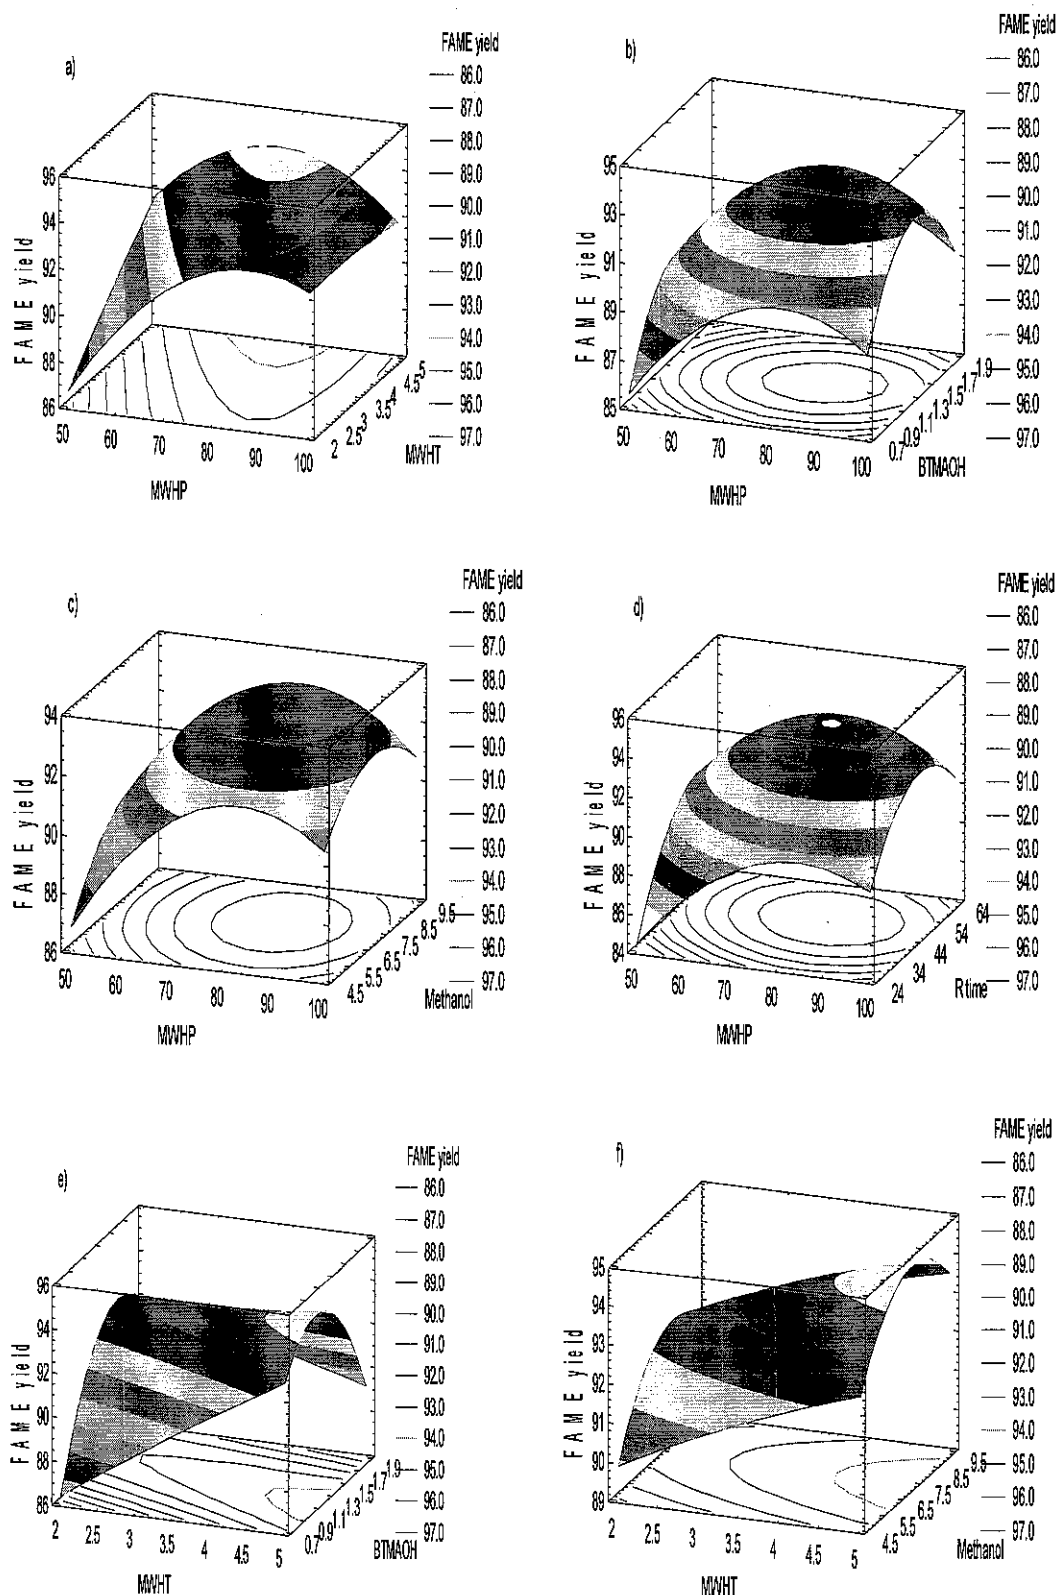 a)
FAME yield
86.0
87.0
88.0
89.0
90.0
91.0
92.0
93.0
94.0
95.0
96.0
97.0
FAME yield
96
94
92
90
88
86
50 60 70 80 90 100
MWHP
2 2.5 3 3.5 4 4.5 5
MWHT
b)
FAME yield
86.0
87.0
88.0
89.0
90.0
91.0
92.0
93.0
94.0
95.0
96.0
97.0
FAME yield
95
93
91
89
87
85
50 60 70 80 90 100
MWHP
0.7 0.9 1.1 1.3 1.5 1.7 1.9
BTMAOH
c)
FAME yield
86.0
87.0
88.0
89.0
90.0
91.0
92.0
93.0
94.0
95.0
96.0
97.0
FAME yield
94
92
90
88
86
50 60 70 80 90 100
MWHP
4.5 5.5 6.5 7.5 8.5 9.5
Methanol
d)
FAME yield
86.0
87.0
88.0
89.0
90.0
91.0
92.0
93.0
94.0
95.0
96.0
97.0
FAME yield
96
94
92
90
88
86
84
50 60 70 80 90 100
MWHP
24 34 44 54 64
R time
e)
FAME yield
86.0
87.0
88.0
89.0
90.0
91.0
92.0
93.0
94.0
95.0
96.0
97.0
FAME yield
96
94
92
90
88
86
2 2.5 3 3.5 4 4.5 5
MWHT
0.7 0.9 1.1 1.3 1.5 1.7 1.9
BTMAOH
f)
FAME yield
86.0
87.0
88.0
89.0
90.0
91.0
92.0
93.0
94.0
95.0
96.0
97.0
FAME yield
95
94
93
92
91
90
89
2 2.5 3 3.5 4 4.5 5
MWHT
4.5 5.5 6.5 7.5 8.5 9.5
Methanol